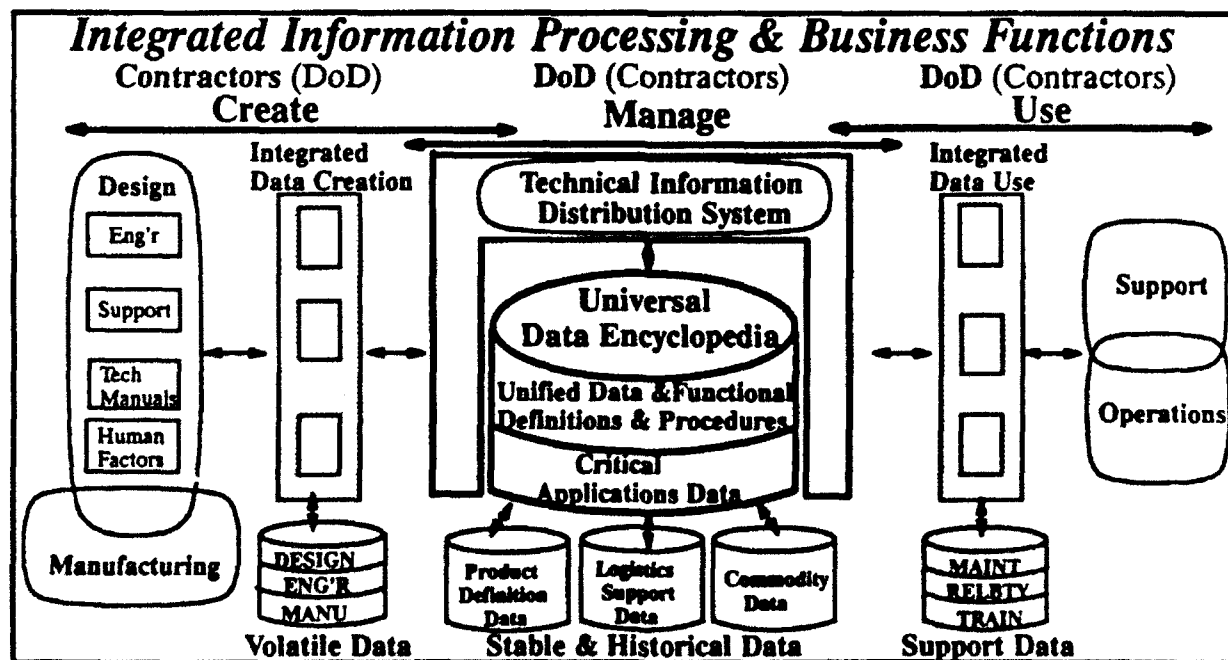 Integrated Information Processing & Business Functions
Contractors (DoD)
Create
DoD (Contractors)
Manage
DoD (Contractors)
Use
Design
Eng'r
Support
Tech
Manuals
Human
Factors
Manufacturing
Integrated
Data Creation
DESIGN
ENG'R
MANU
Volatile Data
Technical Information
Distribution System
Universal
Data Encyclopedia
Unified Data &Functional
Definitions & Procedures
Critical
Applications Data
Product
Definition
Data
Logistics
Support
Data
Commodity
Data
Stable & Historical Data
Integrated
Data Use
MAINT
RELBTY
TRAIN
Support Data
Support
Operations